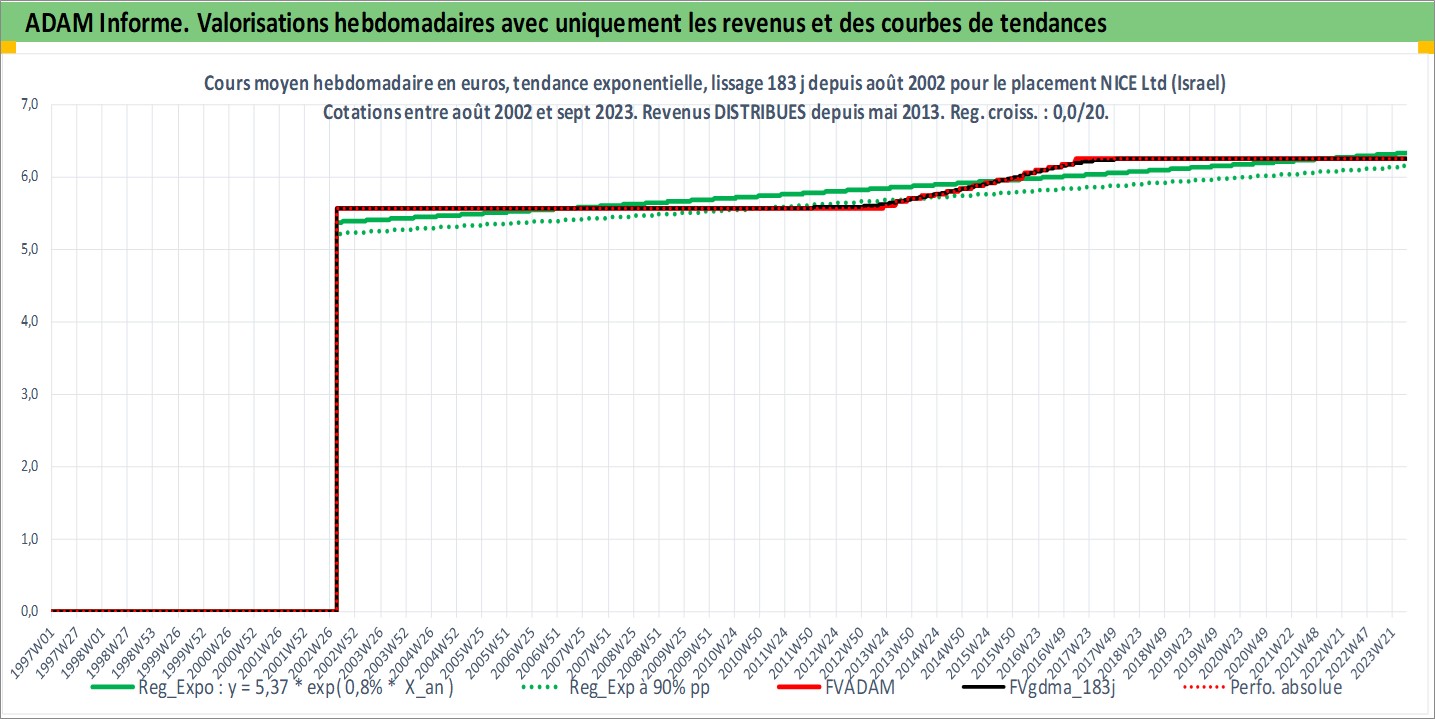 ADAM Informe. Valorisations hebdomadaires avec uniquement les revenus et des courbes de tendances
Cours moyen hebdomadaire en euros, tendance exponentielle, lissage 183 j depuis août 2002 pour le placement NICE Ltd (Israel)
Cotations entre août 2002 et sept 2023. Revenus DISTRIBUES depuis mai 2013. Reg. croiss. : 0,0/20.
7,0
6,0
5,0
4,0
3,0
2,0
1,0
0,0
1997W01
1997W27
1998W01
1998W27
1998W53
1999W26
1999W52
2000W26
2000W52
2001W26
2001W52
2002W26
2002W52
2003W26
2003W52
2004W26
2004W52
2005W25
2005W51
2006W25
2006W51
2007W25
2007W51
2008W25
2008W51
2009W25
2009W51
2010W24
2010W50
2011W24
2011W50
2012W24
2012W50
2013W24
2013W50
2014W24
2014W50
2015W24
2015W50
2016W23
2016W49
2017W23
2017W49
2018W23
2018W49
2019W23
2019W49
2020W23
2020W49
2021W22
2021W48
2022W21
2022W47
2023W21
Reg_Expo : y = 5,37 * exp( 0,8% * X_an )
Reg_Exp à 90% pp
FVADAM
FVgdma_183j
Perfo. absolue